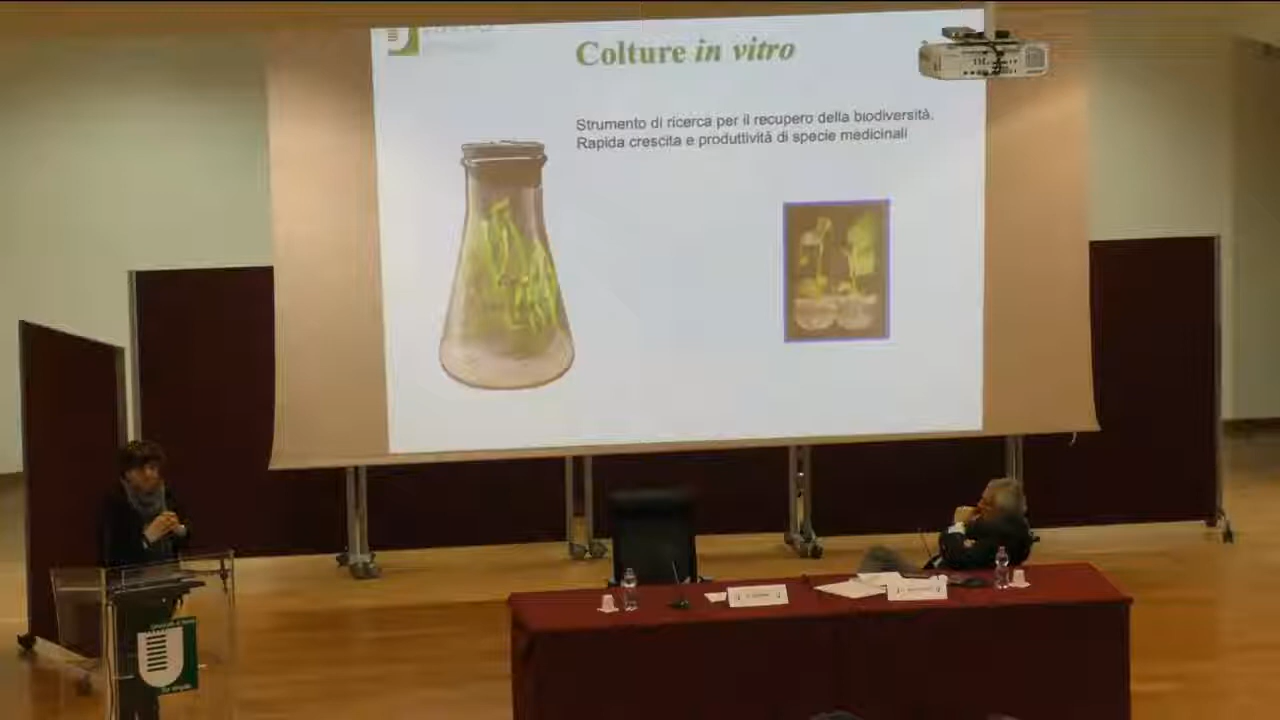 Colture in vitro
Strumento di ricerca per il recupero della biodiversità.
Rapida crescita e produttività di specie medicinali